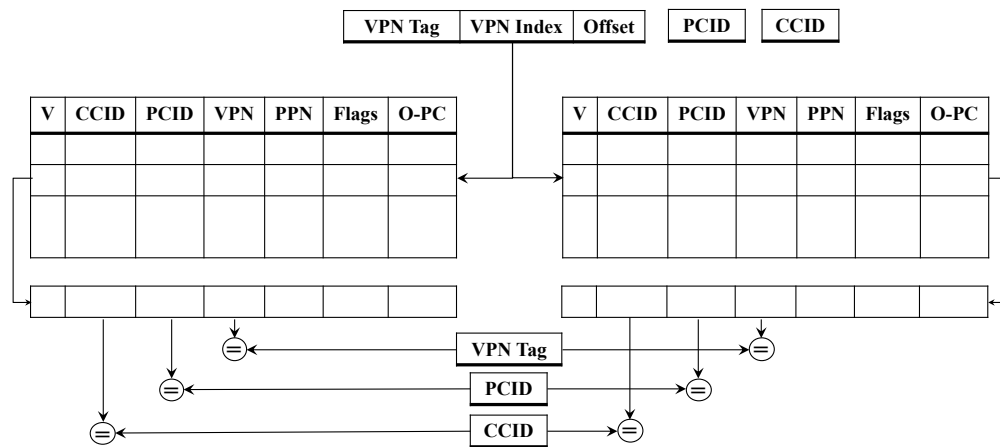 VPN Tag VPN Index Offset PCID CCID
V CCID PCID VPN PPN Flags O-PC V CCID PCID VPN PPN Flags O-PC
= VPN Tag =
= PCID =
= CCID =